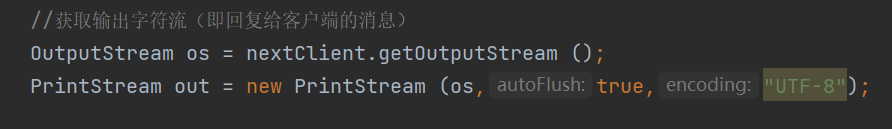 //获取输出字符流（即回复给客户端的消息）
OutputStream os = nextClient.getOutputStream ();
PrintStream out = new PrintStream (os, autoFlush: true, encoding: "UTF-8");